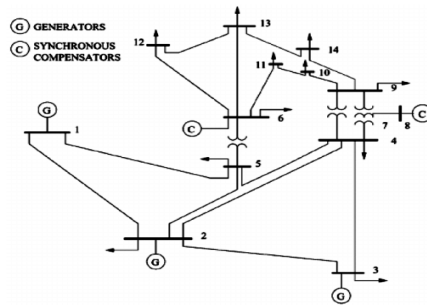 G GENERATORS
C SYNCHRONOUS
COMPENSATORS
13
12
14
11
10
9
G
C
6
7
8
C
1
4
5
2
G
3
G